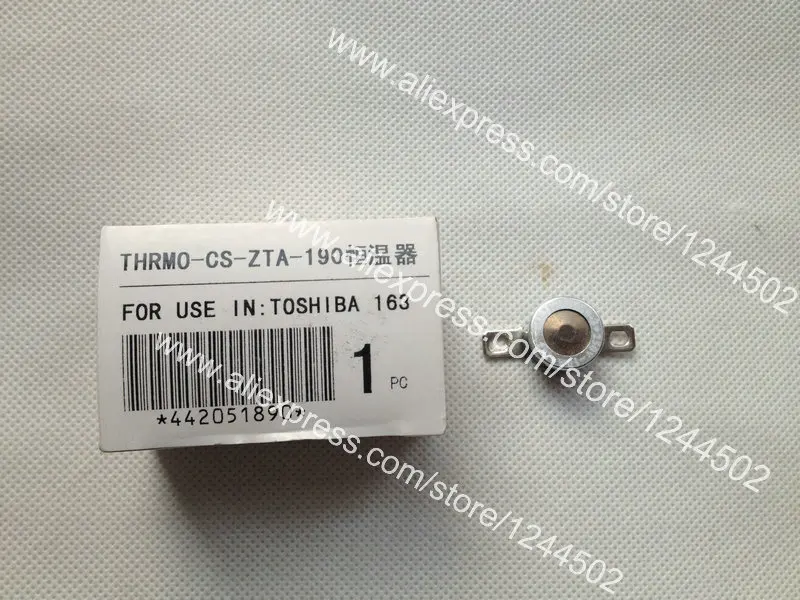 www.aliexpress.com/store/1244502
THRMO-CS-ZTA-190恒温器
FOR USE IN:TOSHIBA 163
1 PC
*442051890*
www.aliexpress.com/store/1244502
www.aliexpress.com/store/1244502